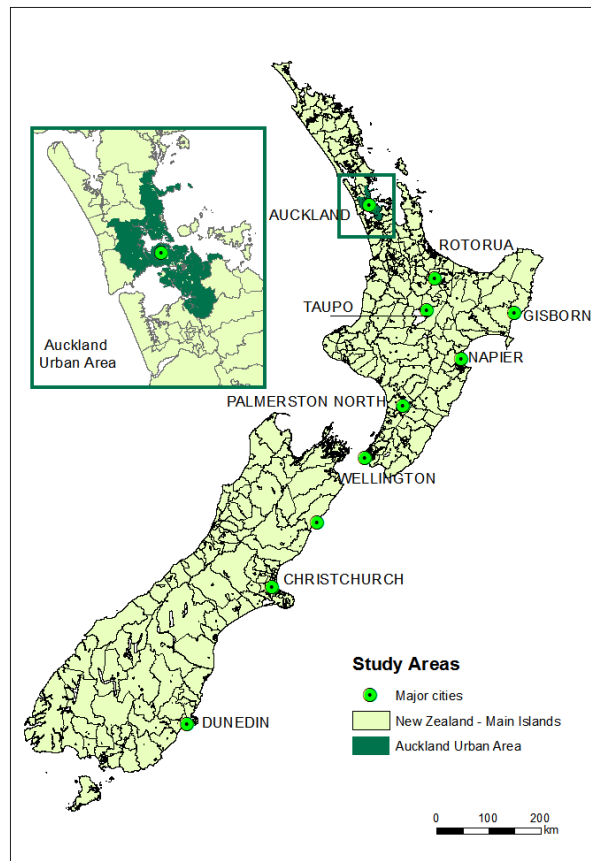 AUCKLAND
ROTORUA
TAUPO
GISBORN
NAPIER
PALMERSTON NORTH
WELLINGTON
CHRISTCHURCH
DUNEDIN
Auckland
Urban Area
Study Areas
Major cities
New Zealand - Main Islands
Auckland Urban Area
0 100 200
km